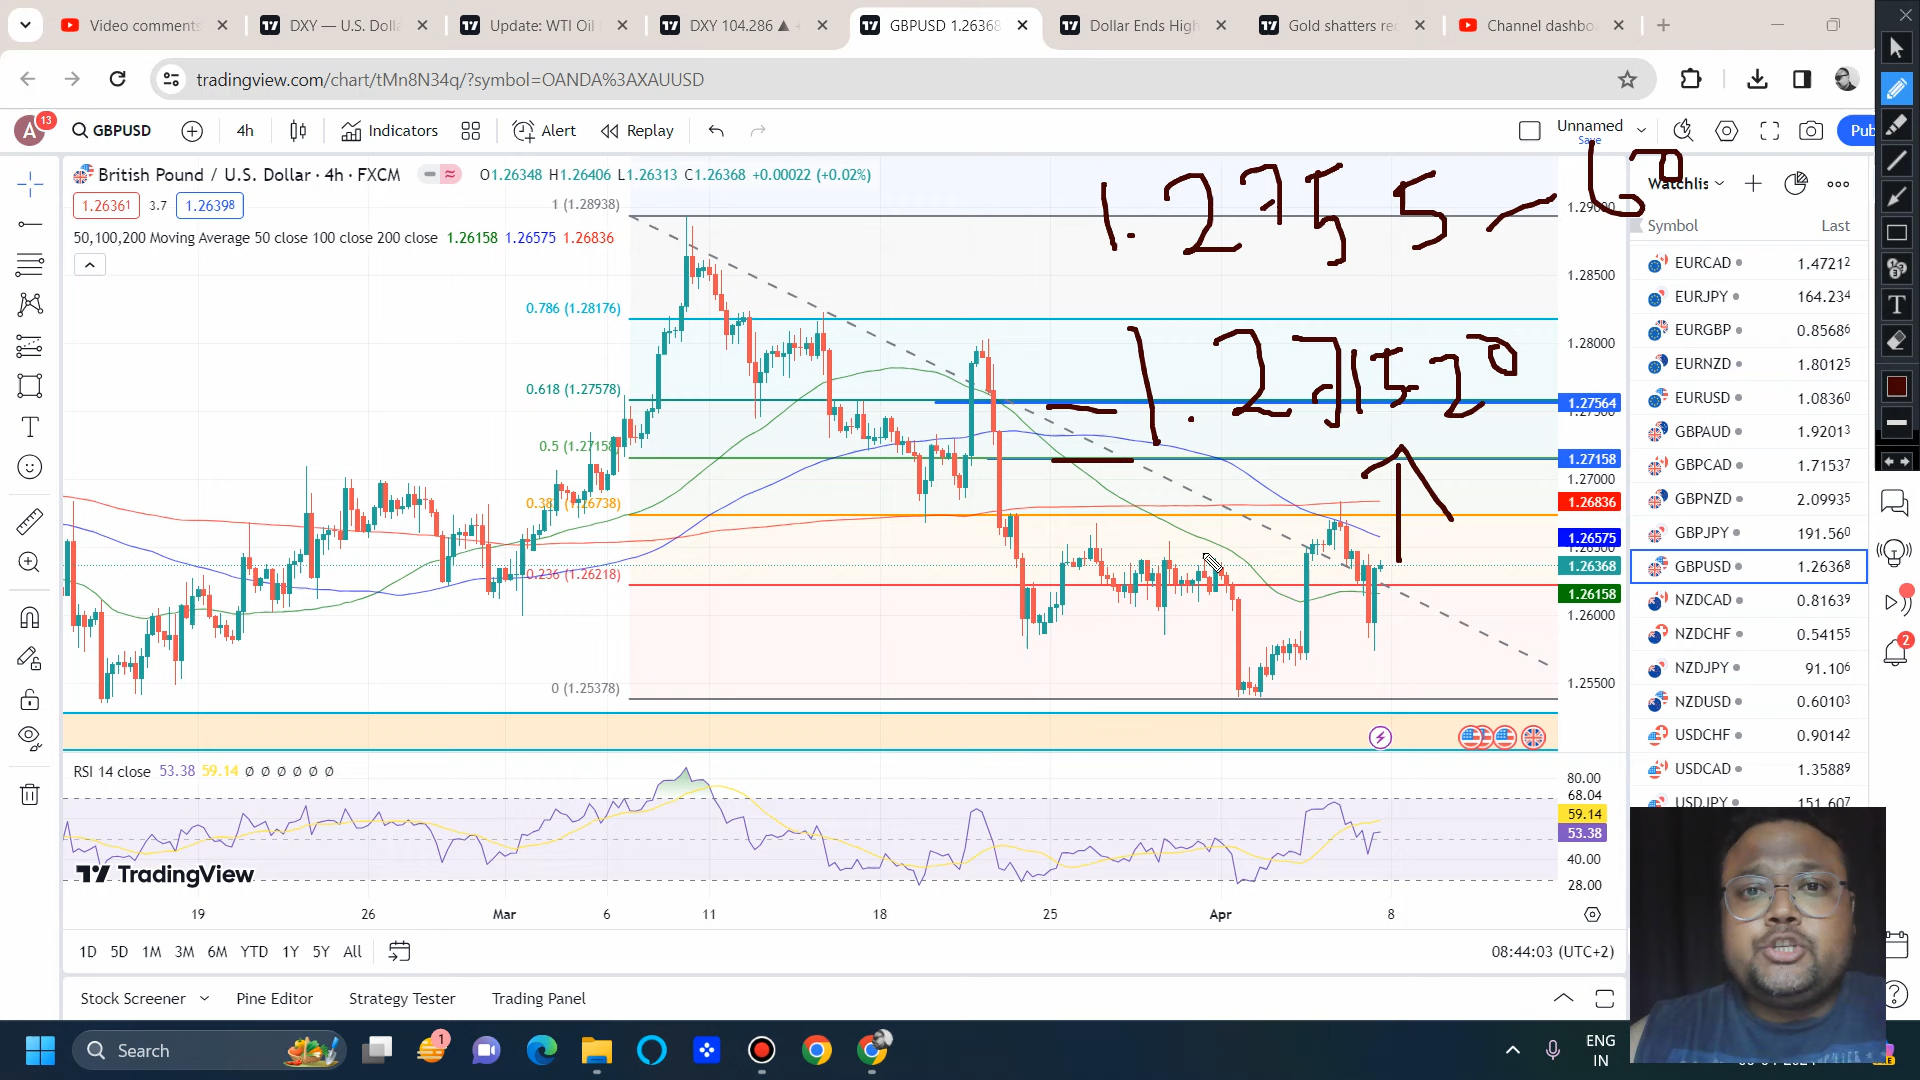 Video comments
DXY — U.S. Dolla
Update: WTI Oil
DXY 104.286 ▲
GBPUSD 1.26368
Dollar Ends High
Gold shatters rec
Channel dashbo
tradingview.com/chart/tMn8N34q/?symbol=OANDA%3AXAUUSD
A
13
GBPUSD
4h
Indicators
Alert
Replay
Unnamed
Save
Pub
British Pound / U.S. Dollar · 4h · FXCM
O1.26348 H1.26406 L1.26313 C1.26368 +0.00022 (+0.02%)
1.26361
3.7
1.26398
50,100,200 Moving Average 50 close 100 close 200 close 1.26158 1.26575 1.26836
1 (1.28938)
0.786 (1.28176)
0.618 (1.27578)
0.5 (1.27158)
0.236 (1.26218)
0 (1.25378)
1.2755 - 60
1.28500
1.28000
1.27564
1.27158
1.27000
1.26836
1.26575
1.26368
1.26158
1.26000
1.25500
Symbol Last
EURCAD 1.47212
EURJPY 164.234
EURGBP 0.85686
EURNZD 1.80125
EURUSD 1.08360
GBPAUD 1.92013
GBPCAD 1.71537
GBPNZD 2.09935
GBPJPY 191.560
GBPUSD 1.26368
NZDCAD 0.81639
NZDCHF 0.54155
NZDJPY 91.106
NZDUSD 0.60103
USDCHF 0.90142
USDCAD 1.35889
USDJPY 151.607
2
RSI 14 close 53.38 59.14 ∅ ∅ ∅ ∅ ∅ ∅
80.00
68.04
59.14
53.38
40.00
28.00
TradingView
19 26 Mar 6 11 18 25 Apr 8
1D 5D 1M 3M 6M YTD 1Y 5Y All
08:44:03 (UTC+2)
Stock Screener
Pine Editor
Strategy Tester
Trading Panel
Search
1
ENG
IN